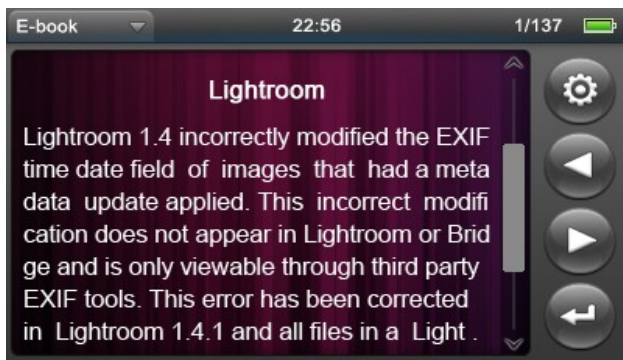 E-book
22:56
1/137
Lightroom
Lightroom 1.4 incorrectly modified the EXIF
time date field of images that had a meta
data update applied. This incorrect modifi
cation does not appear in Lightroom or Brid
ge and is only viewable through third party
EXIF tools. This error has been corrected
in Lightroom 1.4.1 and all files in a Light .